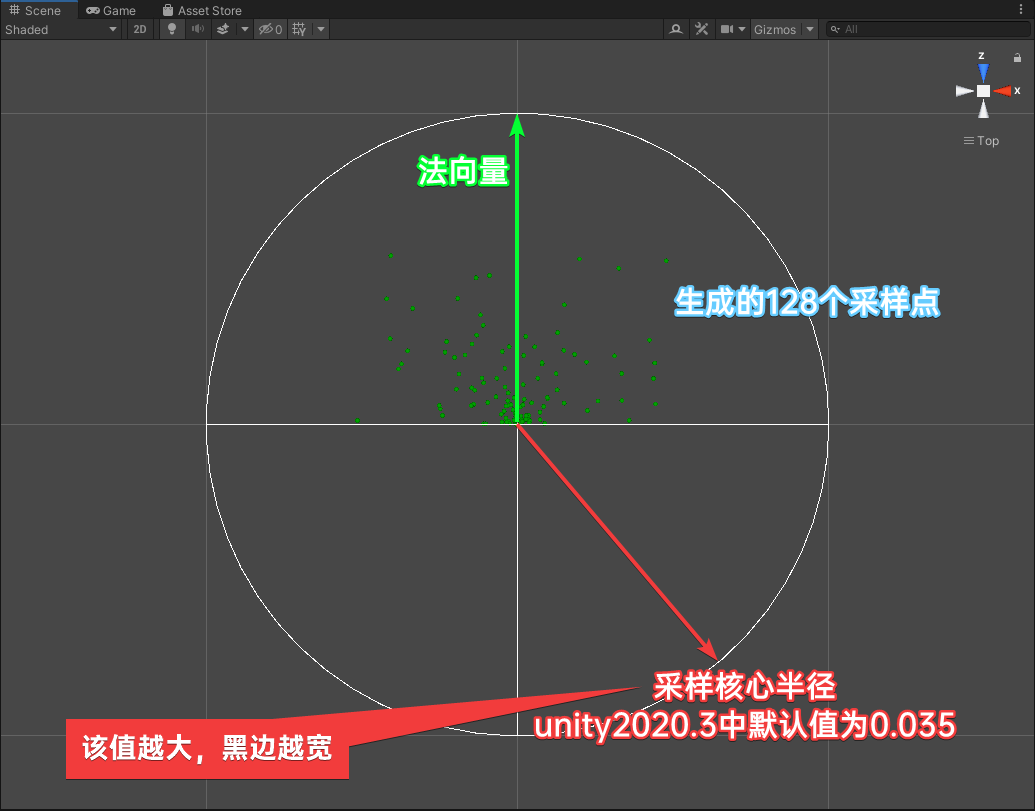 Scene Game Asset Store
Shaded 2D 0 Gizmos All
z
x
Top
法向量
生成的128个采样点
采样核心半径
unity2020.3中默认值为0.035
该值越大，黑边越宽